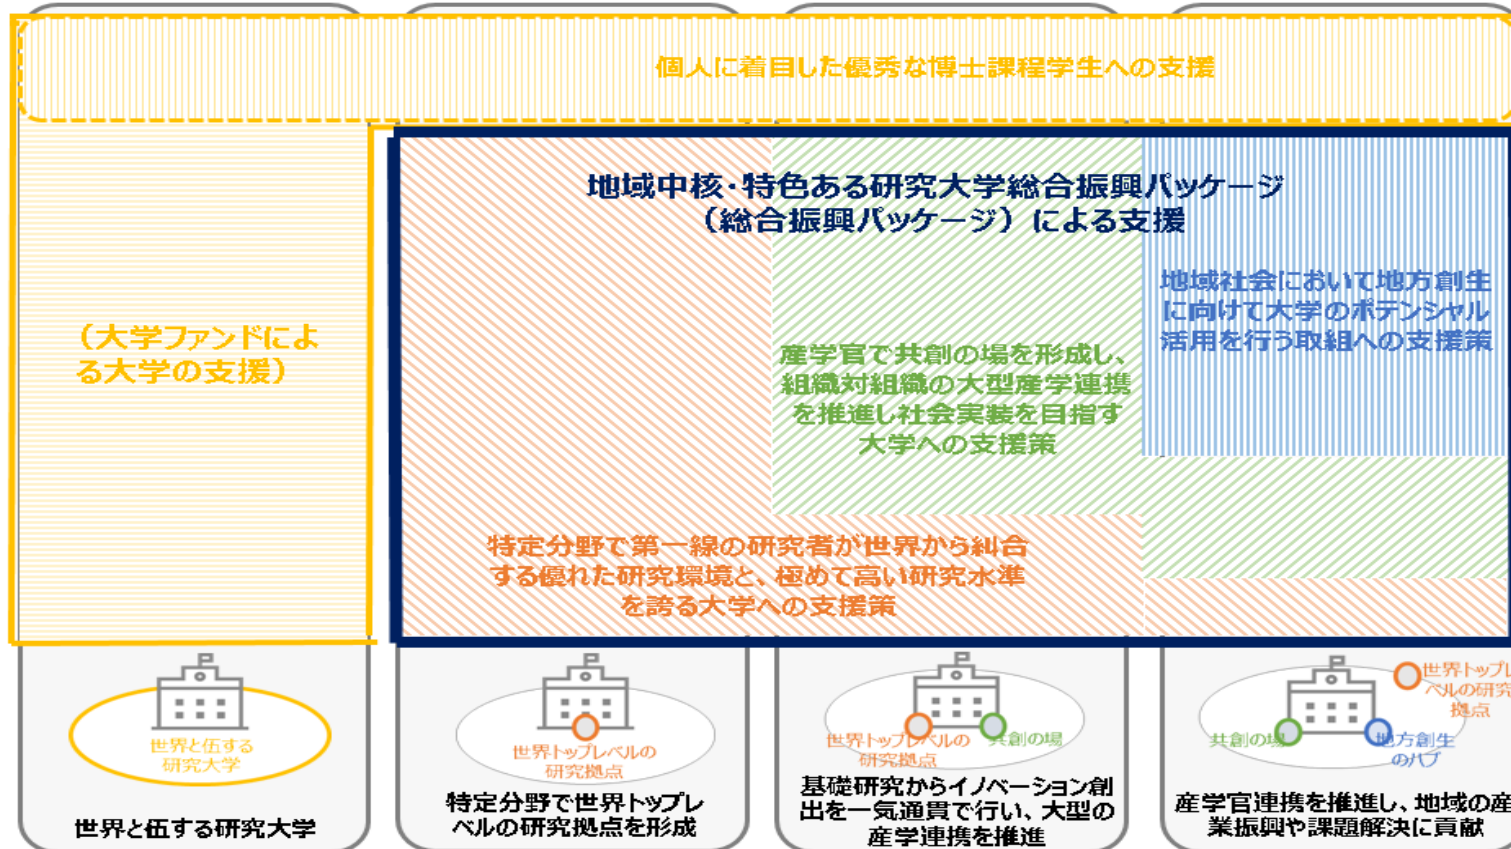 個人に着目した優秀な博士課程学生への支援
地域中核・特色ある研究大学総合振興パッケージ
（総合振興パッケージ）による支援
（大学ファンドによ
る大学の支援）
地域社会において地方創生
に向けて大学のポテンシャル
活用を行う取組への支援策
産学官で共創の場を形成し、
組織対組織の大型産学連携
を推進し社会実装を目指す
大学への支援策
特定分野で第一線の研究者が世界から糾合
する優れた研究環境と、極めて高い研究水準
を誇る大学への支援策
世界と伍する
研究大学
世界と伍する研究大学
世界トップレベルの
研究拠点
特定分野で世界トップレ
ベルの研究拠点を形成
世界トップレベルの
研究拠点
共創の場
基礎研究からイノベーション創
出を一気通貫で行い、大型の
産学連携を推進
世界トップレ
ベルの研究
拠点
共創の場
地方創生
のハブ
産学官連携を推進し、地域の産
業振興や課題解決に貢献